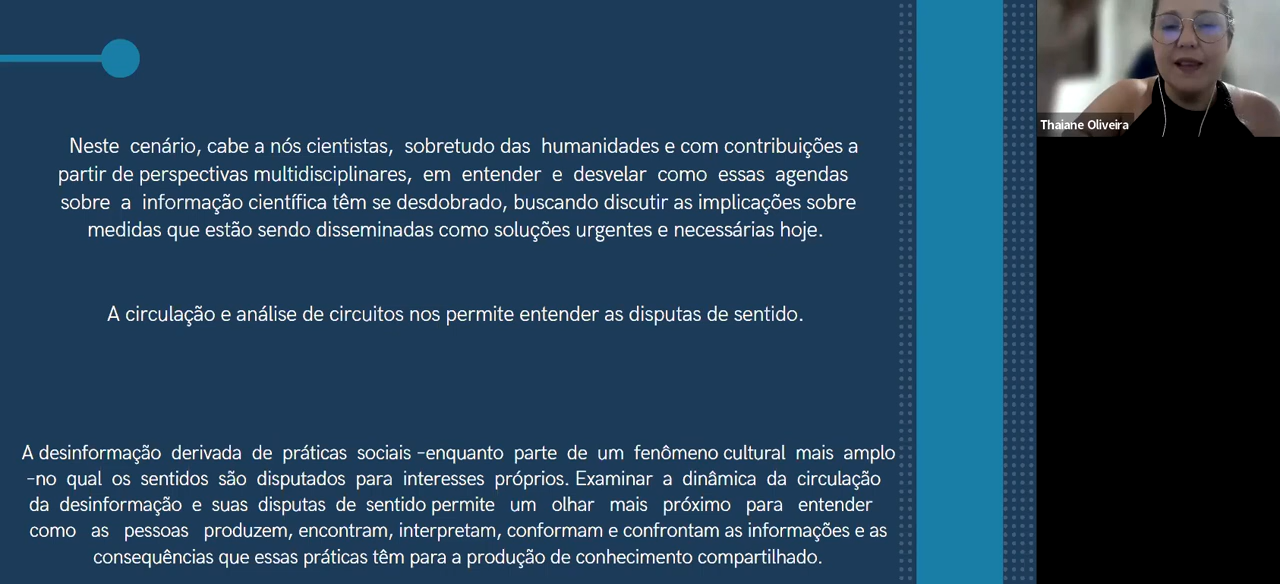 Neste cenário, cabe a nós cientistas, sobretudo das humanidades e com contribuições a
partir de perspectivas multidisciplinares, em entender e desvelar como essas agendas
sobre a informação científica têm se desdobrado, buscando discutir as implicações sobre
medidas que estão sendo disseminadas como soluções urgentes e necessárias hoje.
A circulação e análise de circuitos nos permite entender as disputas de sentido.
A desinformação derivada de práticas sociais -enquanto parte de um fenômeno cultural mais amplo
-no qual os sentidos são disputados para interesses próprios. Examinar a dinâmica da circulação
da desinformação e suas disputas de sentido permite um olhar mais próximo para entender
como as pessoas produzem, encontram, interpretam, conformam e confrontam as informações e as
consequências que essas práticas têm para a produção de conhecimento compartilhado.
Thaiane Oliveira